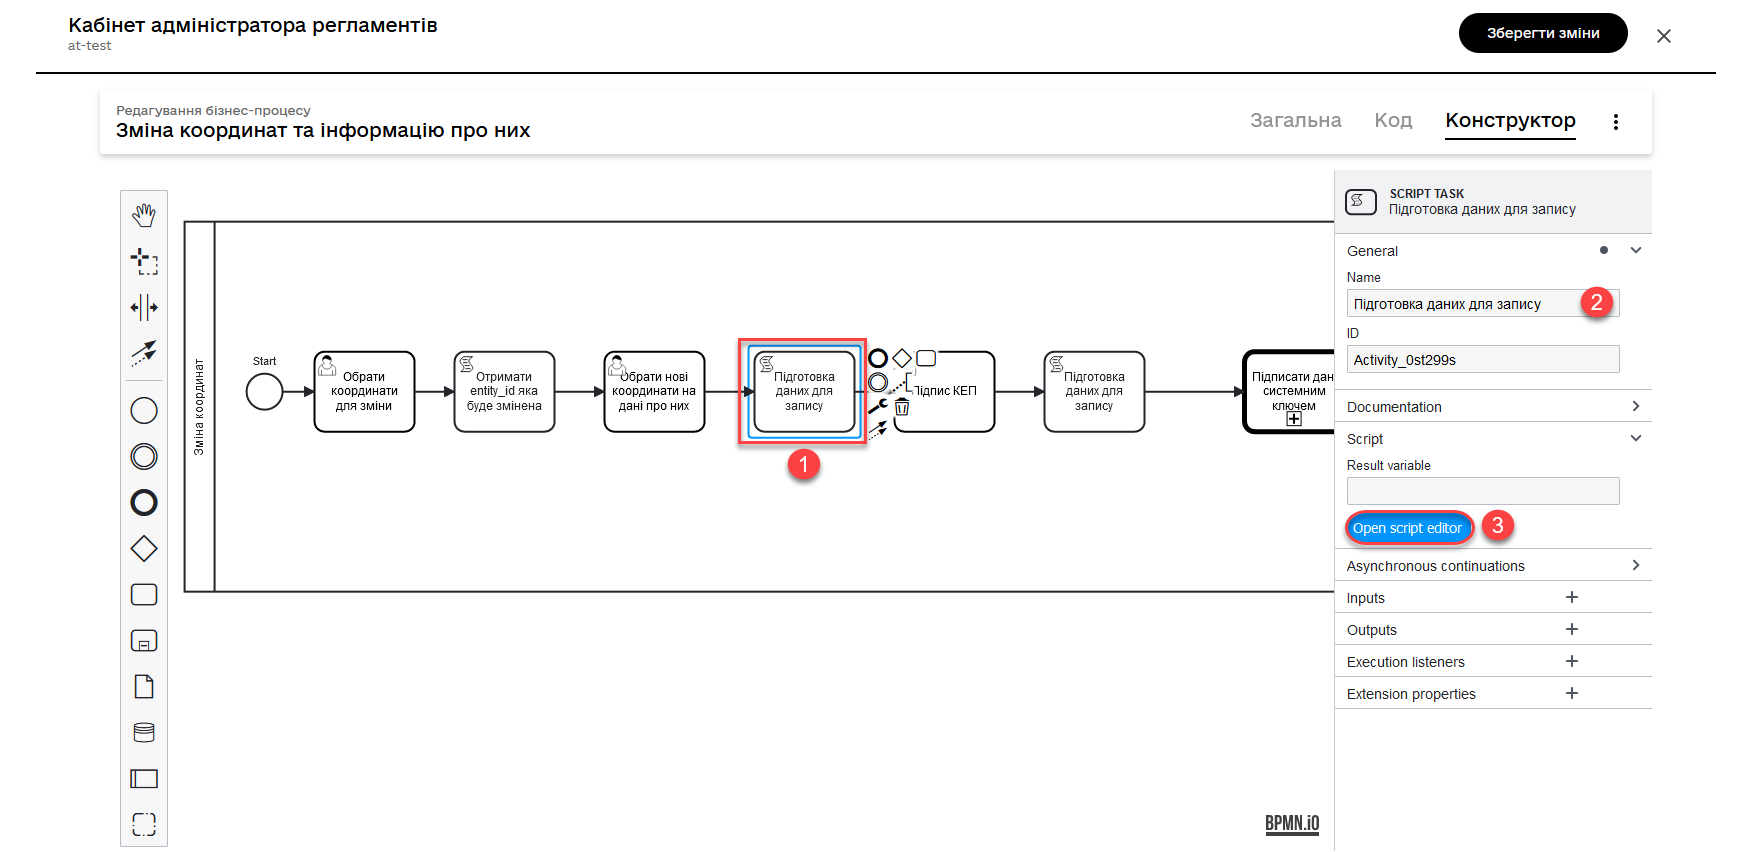 Кабінет адміністратора регламентів
at-test
Зберегти зміни
Редагування бізнес-процесу
Зміна координат та інформацію про них
Загальна
Код
Конструктор
Зміна координат
Start
Обрати
координати
для зміни
Отримати
entity_id яка
буде змінена
Обрати нові
координати на
дані про них
Підготовка
даних для
запису
1
Підпис КЕП
Підготовка
даних для
запису
Підписати дан
системним
ключем
BPMN.iO
SCRIPT TASK
Підготовка даних для запису
General
Name
Підготовка даних для запису
2
ID
Activity_0st299s
Documentation
Script
Result variable
Open script editor
3
Asynchronous continuations
Inputs
Outputs
Execution listeners
Extension properties